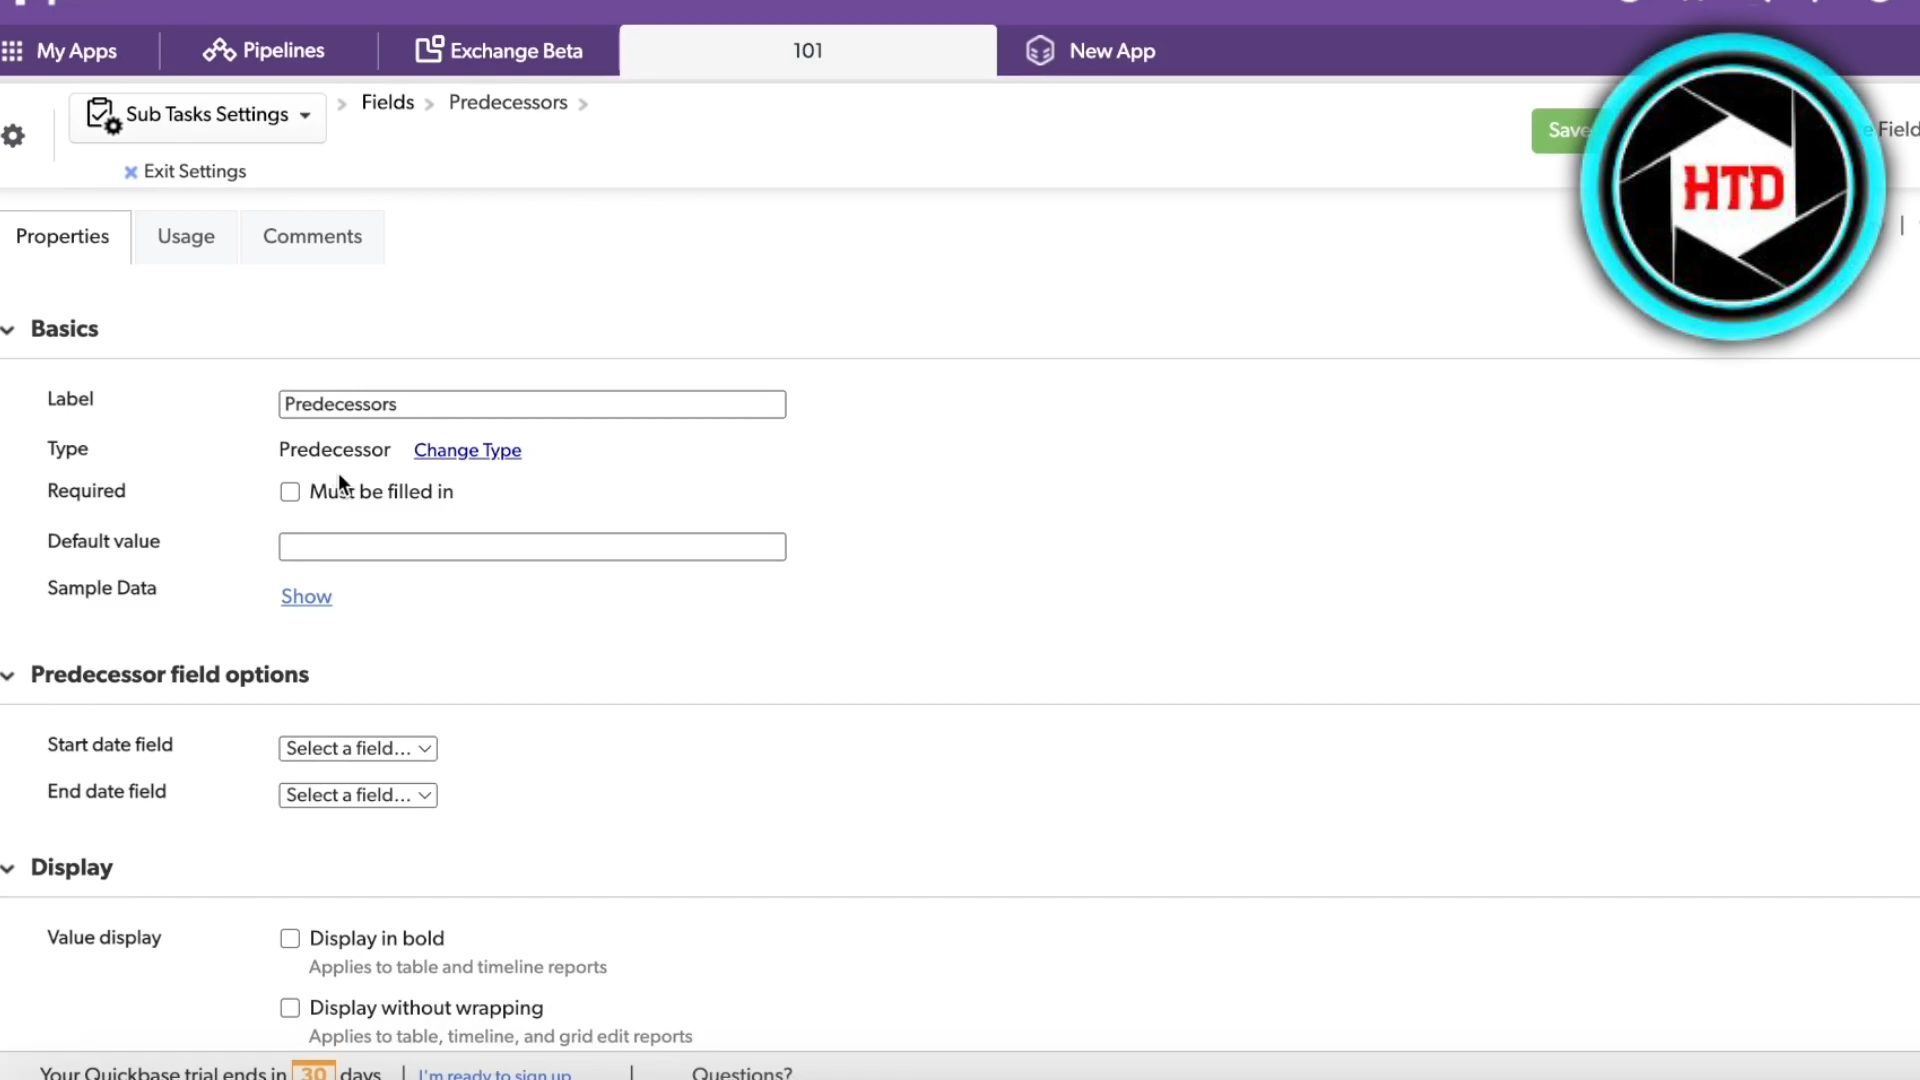 My Apps
Pipelines
Exchange Beta
101
New App
Sub Tasks Settings
Fields
Predecessors
Save
Field
Exit Settings
HTD
Properties
Usage
Comments
Basics
Label
Predecessors
Type
Predecessor Change Type
Required
Must be filled in
Default value
Sample Data
Show
Predecessor field options
Start date field
Select a field...
End date field
Select a field...
Display
Value display
Display in bold
Applies to table and timeline reports
Display without wrapping
Applies to table, timeline, and grid edit reports
Your Quickbase trial ends in 30 days | I'm ready to sign up | Questions?